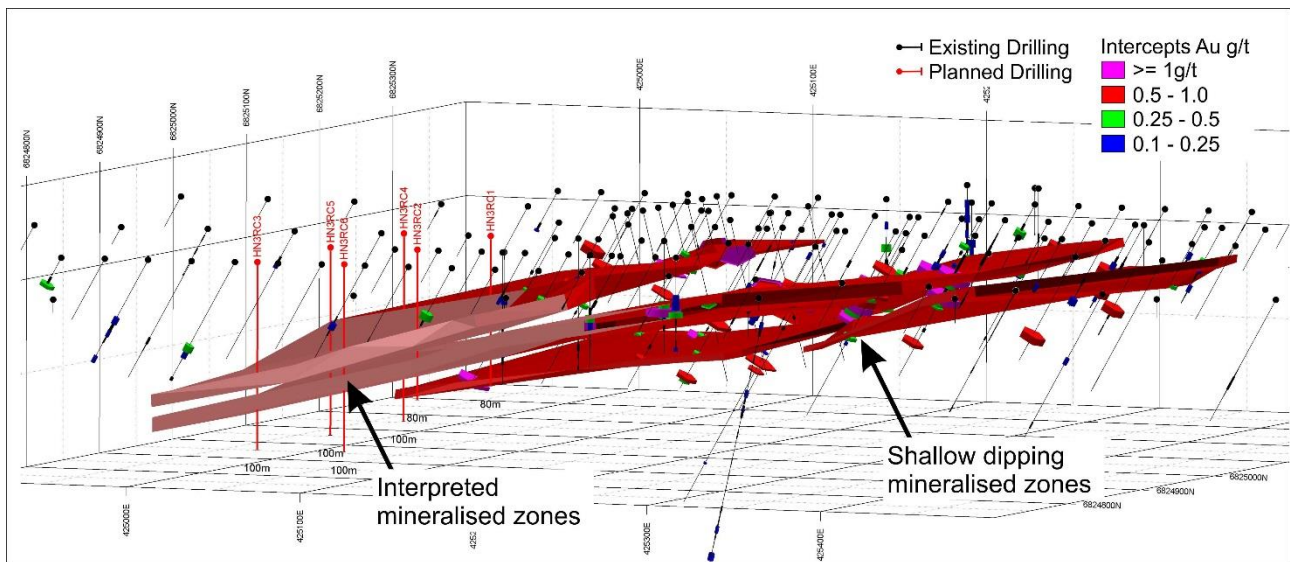 Existing Drilling
Planned Drilling
Intercepts Au g/t
>= 1g/t
0.5 - 1.0
0.25 - 0.5
0.1 - 0.25
6824800N
6824900N
6825000N
6825100N
6825200N
6825300N
425000E
425100E
4252
HN3RC3
HN3RC5
HN3RC6
HN3RC4
HN3RC2
HN3RC1
80m
80m
100m
100m
100m
100m
Interpreted
mineralised zones
Shallow dipping
mineralised zones
425000E
425100E
4252
425300E
425400E
6824800N
6824900N
6825000N